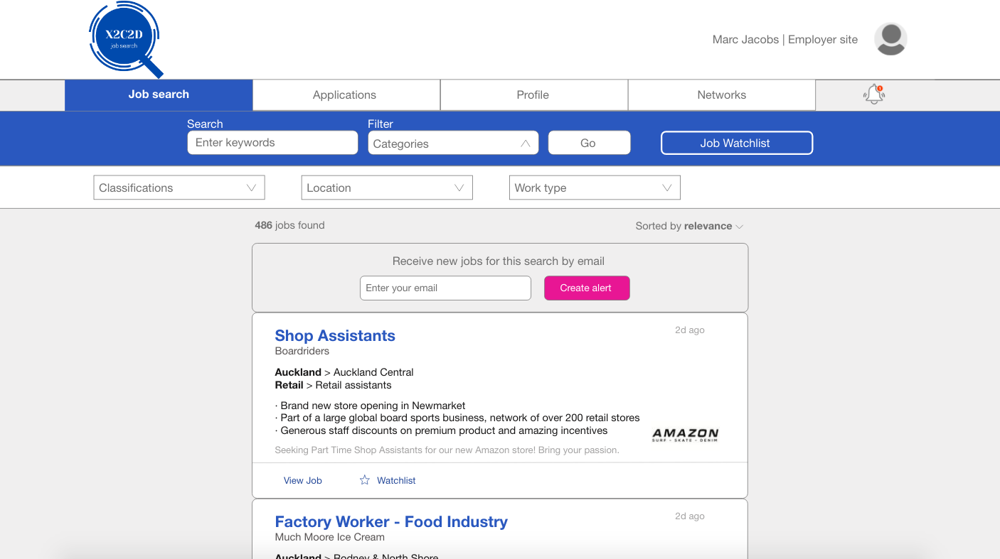 X2C2D
job search
Marc Jacobs | Employer site
Job search
Applications
Profile
Networks
1
Search
Filter
Enter keywords
Categories
Go
Job Watchlist
Classifications
Location
Work type
486 jobs found
Sorted by relevance
Receive new jobs for this search by email
Enter your email
Create alert
Shop Assistants
2d ago
Boardriders
Auckland > Auckland Central
Retail > Retail assistants
· Brand new store opening in Newmarket
· Part of a large global board sports business, network of over 200 retail stores
· Generous staff discounts on premium product and amazing incentives
AMAZON
SURF - SKATE - DENIM
Seeking Part Time Shop Assistants for our new Amazon store! Bring your passion.
View Job
Watchlist
Factory Worker - Food Industry
2d ago
Much Moore Ice Cream
Auckland > Rodney & North Shore